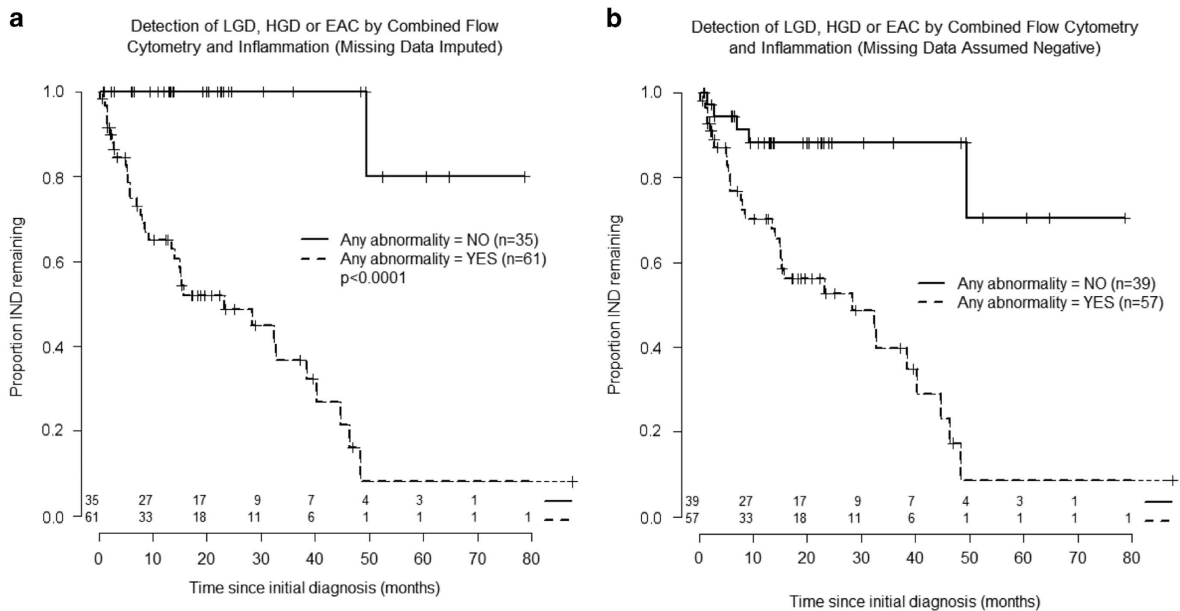 a
Detection of LGD, HGD or EAC by Combined Flow
Cytometry and Inflammation (Missing Data Imputed)
Proportion IND remaining
1.0
0.8
0.6
0.4
0.2
0.0
Any abnormality = NO (n=35)
Any abnormality = YES (n=61)
p<0.0001
35 27 17 9 7 4 3 1
61 33 18 11 6 1 1 1 1
0 10 20 30 40 50 60 70 80
Time since initial diagnosis (months)
b
Detection of LGD, HGD or EAC by Combined Flow Cytometry
and Inflammation (Missing Data Assumed Negative)
Proportion IND remaining
1.0
0.8
0.6
0.4
0.2
0.0
Any abnormality = NO (n=39)
Any abnormality = YES (n=57)
39 27 17 9 7 4 3 1
57 33 18 11 6 1 1 1 1
0 10 20 30 40 50 60 70 80
Time since initial diagnosis (months)